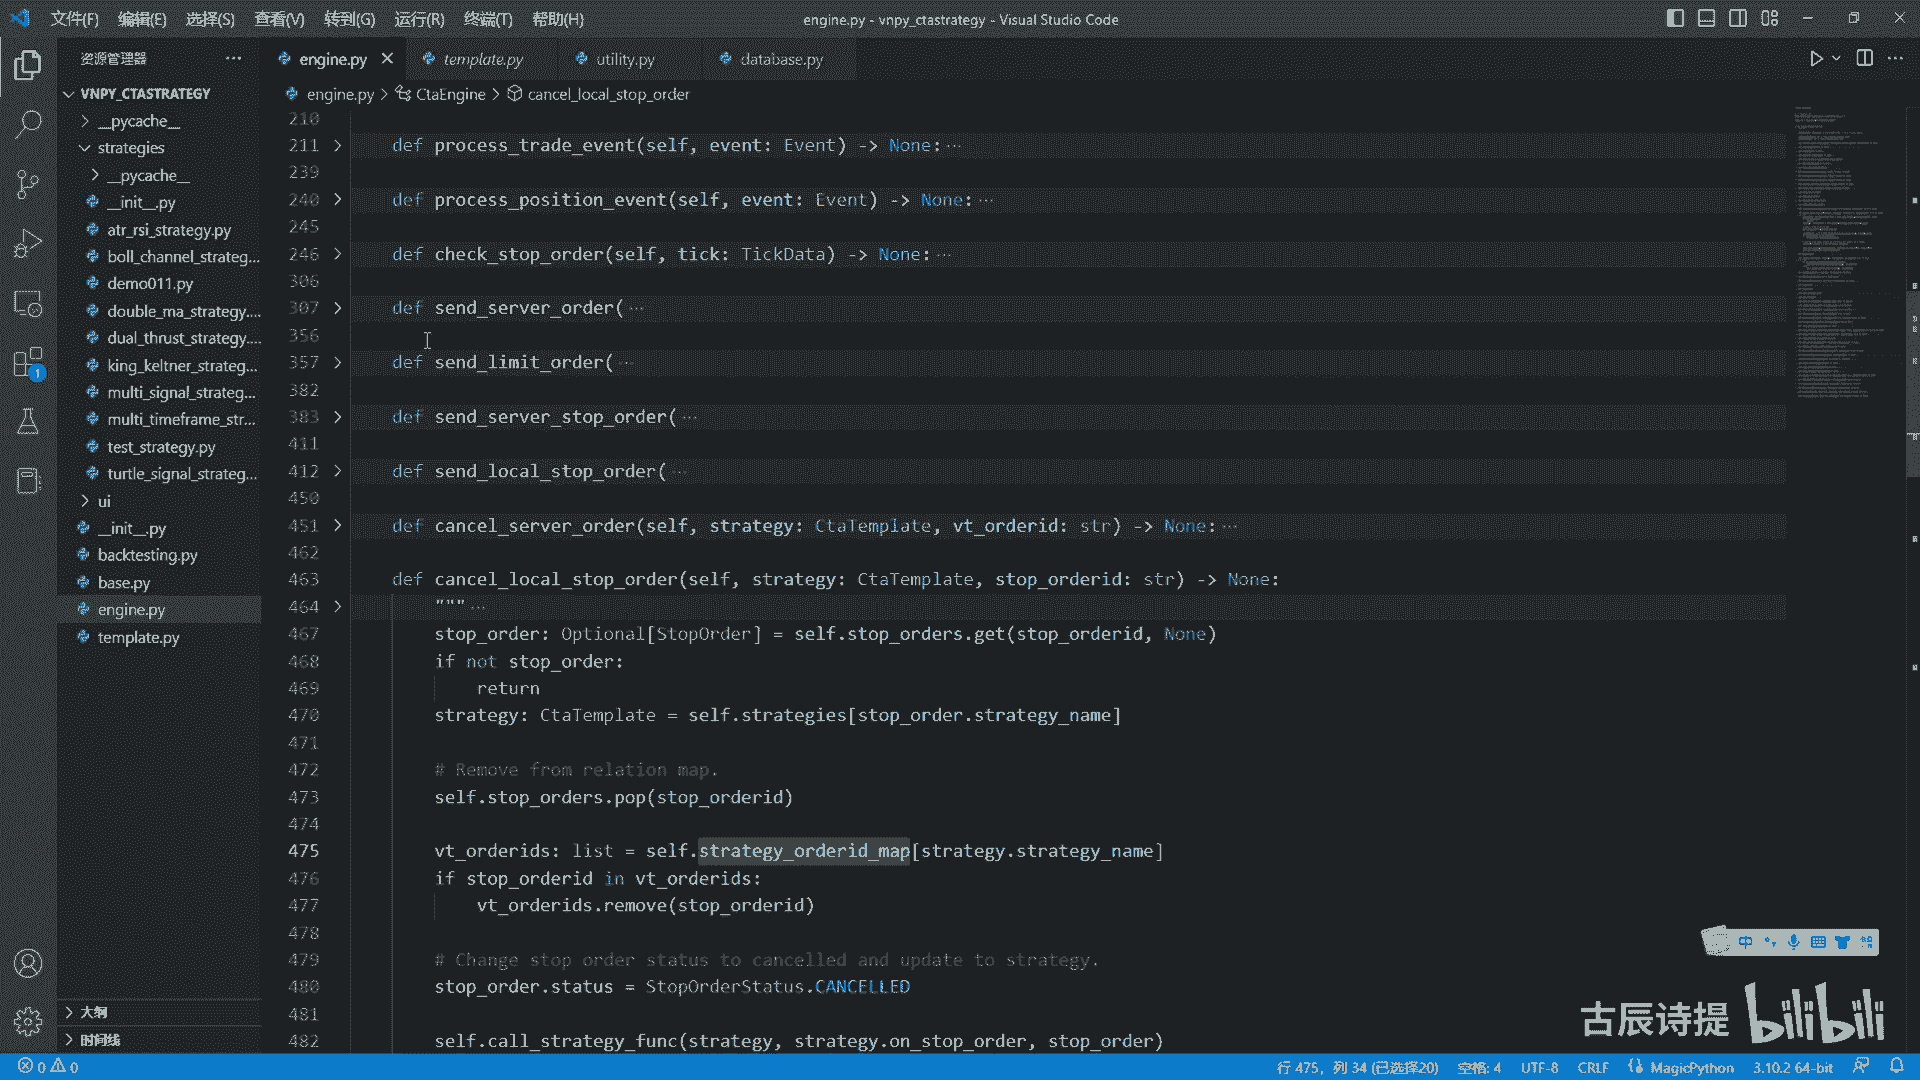 文件(F) 编辑(E) 选择(S) 查看(V) 转到(G) 运行(R) 终端(T) 帮助(H)
engine.py - vnpy_ctastrategy - Visual Studio Code
资源管理器
engine.py
template.py
utility.py
database.py
engine.py > CtaEngine > cancel_local_stop_order
VNPY_CTASTRATEGY
__pycache__
strategies
__pycache__
__init__.py
atr_rsi_strategy.py
boll_channel_strateg...
demo011.py
double_ma_strategy....
dual_thrust_strategy....
king_keltner_strateg...
multi_signal_strateg...
multi_timeframe_str...
test_strategy.py
turtle_signal_strateg...
ui
__init__.py
backtesting.py
base.py
engine.py
template.py
大纲
时间线
1
210
211 def process_trade_event(self, event: Event) -> None:···
239
240 def process_position_event(self, event: Event) -> None:···
245
246 def check_stop_order(self, tick: TickData) -> None:···
306
307 def send_server_order(···
356
357 def send_limit_order(···
382
383 def send_server_stop_order(···
411
412 def send_local_stop_order(···
450
451 def cancel_server_order(self, strategy: CtaTemplate, vt_orderid: str) -> None:···
462
463 def cancel_local_stop_order(self, strategy: CtaTemplate, stop_orderid: str) -> None:
464 """···
467 stop_order: Optional[StopOrder] = self.stop_orders.get(stop_orderid, None)
468 if not stop_order:
469 return
470 strategy: CtaTemplate = self.strategies[stop_order.strategy_name]
471
472 # Remove from relation map.
473 self.stop_orders.pop(stop_orderid)
474
475 vt_orderids: list = self.strategy_orderid_map[strategy.strategy_name]
476 if stop_orderid in vt_orderids:
477 vt_orderids.remove(stop_orderid)
478
479 # Change stop order status to cancelled and update to strategy.
480 stop_order.status = StopOrderStatus.CANCELLED
481
482 self.call_strategy_func(strategy, strategy.on_stop_order, stop_order)
中
古辰诗提 bilibili
0 0
行 475，列 34 (已选择20) 空格: 4 UTF-8 CRLF MagicPython 3.10.2 64-bit